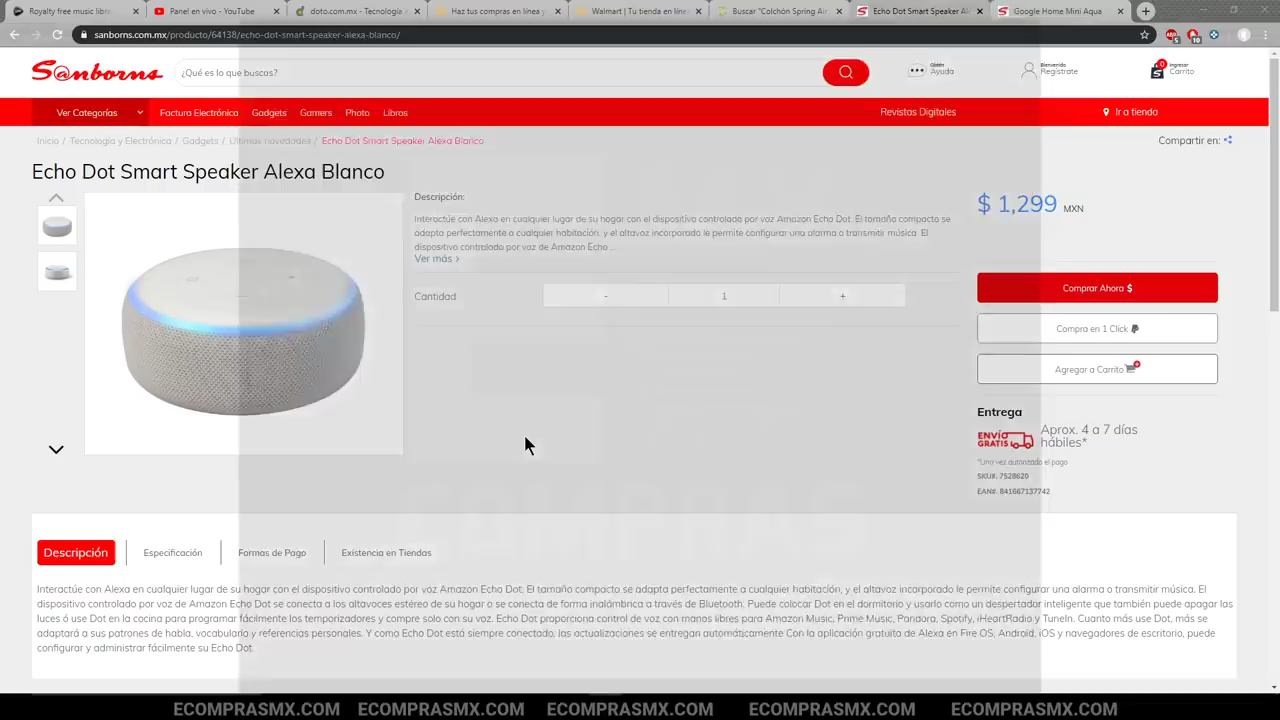 Royalty free music libr
Panel en vivo - YouTube
doto.com.mx - Tecnología A
Haz tus compras en línea y
Walmart | Tu tienda en línea
Buscar "Colchón Spring Air
Echo Dot Smart Speaker Al
Google Home Mini Aqua
sanborns.com.mx/producto/64138/echo-dot-smart-speaker-alexa-blanco/
Sanborns
¿Qué es lo que buscas?
Ayuda
Bienvenido
Regístrate
0
Ingresar
Carrito
Ver Categorías
Factura Electrónica
Gadgets
Gamers
Photo
Libros
Revistas Digitales
Ir a tienda
Inicio / Tecnología y Electrónica / Gadgets / Últimas novedades / Echo Dot Smart Speaker Alexa Blanco
Compartir en:
Echo Dot Smart Speaker Alexa Blanco
Descripción:
Interactúe con Alexa en cualquier lugar de su hogar con el dispositivo controlado por voz Amazon Echo Dot. El tamaño compacto se
adapta perfectamente a cualquier habitación, y el altavoz incorporado le permite configurar una alarma o transmitir música. El
dispositivo controlado por voz de Amazon Echo ...
Ver más >
Cantidad
- 1 +
$ 1,299 MXN
Comprar Ahora $
Compra en 1 Click
Agregar a Carrito
Entrega
ENVÍO
GRATIS
Aprox. 4 a 7 días
hábiles*
*Una vez autorizado el pago
SKU#: 7528620
EAN#: 841667137742
ECOMPRAS
Descripción
Especificación
Formas de Pago
Existencia en Tiendas
Interactúe con Alexa en cualquier lugar de su hogar con el dispositivo controlado por voz Amazon Echo Dot. El tamaño compacto se adapta perfectamente a cualquier habitación, y el altavoz incorporado le permite configurar una alarma o transmitir música. El
dispositivo controlado por voz de Amazon Echo Dot se conecta a los altavoces estéreo de su hogar o se conecta de forma inalámbrica a través de Bluetooth. Puede colocar Dot en el dormitorio y usarlo como un despertador inteligente que también puede apagar las
luces ó use Dot en la cocina para programar fácilmente los temporizadores y compre solo con su voz. Echo Dot proporciona control de voz con manos libres para Amazon Music, Prime Music, Pandora, Spotify, iHeartRadio y TuneIn. Cuanto más use Dot, más se
adaptará a sus patrones de habla, vocabulario y referencias personales. Y como Echo Dot está siempre conectado, las actualizaciones se entregan automáticamente Con la aplicación gratuita de Alexa en Fire OS, Android, iOS y navegadores de escritorio, puede
configurar y administrar fácilmente su Echo Dot.
ECOMPRASMX.COM ECOMPRASMX.COM ECOMPRASMX.COM ECOMPRASMX.COM ECOMPRASMX.COM